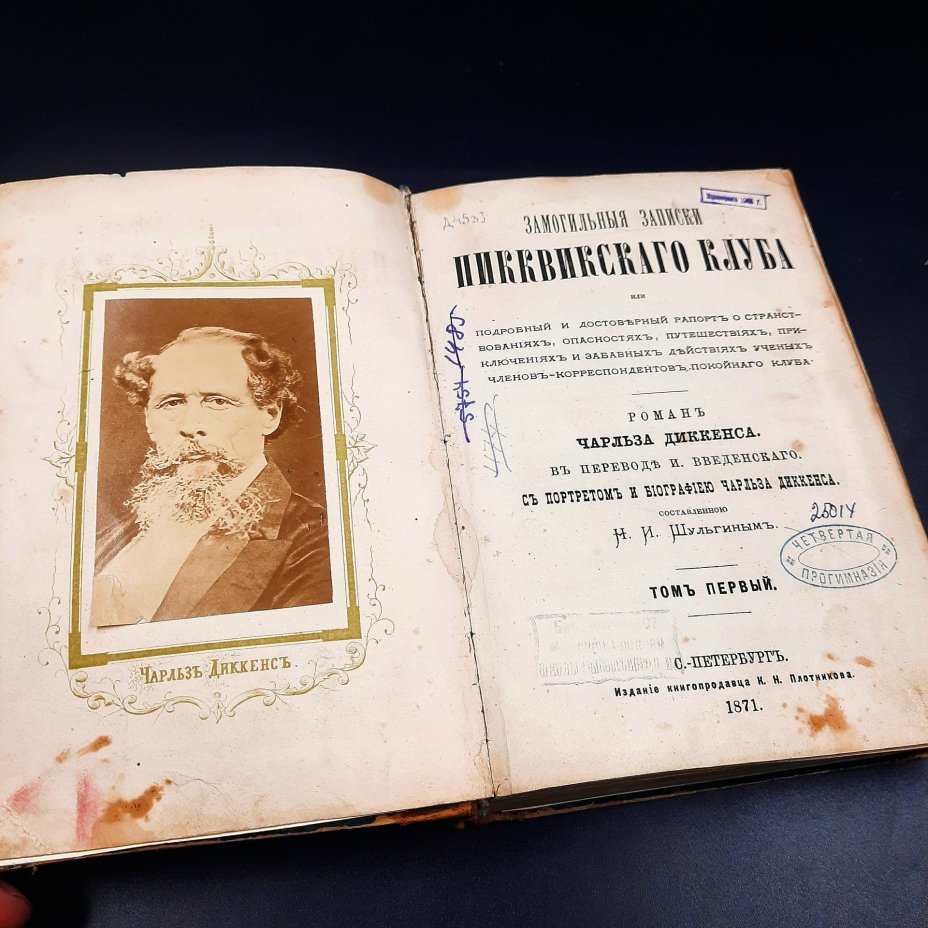 Чарльзъ Диккенсъ.
ЗАМОГИЛЬНЫЯ ЗАПИСКИ
ПИККВИКСКАГО КЛУБА
ИЛИ
ПОДРОБНЫЙ И ДОСТОВѢРНЫЙ РАПОРТЪ О СТРАНСТ-
ВОВАНІЯХЪ, ОПАСНОСТЯХЪ, ПУТЕШЕСТВІЯХЪ, ПРИ-
КЛЮЧЕНІЯХЪ И ЗАБАВНЫХЪ ДѢЙСТВІЯХЪ УЧЕНЫХЪ
ЧЛЕНОВЪ-КОРРЕСПОНДЕНТОВЪ, ПОКОЙНАГО КЛУБА.
РОМАНЪ
ЧАРЛЬЗА ДИККЕНСА.
ВЪ ПЕРЕВОДѢ И. ВВЕДЕНСКАГО.
СЪ ПОРТРЕТОМЪ И БІОГРАФІЕЮ ЧАРЛЬЗА ДИККЕНСА.
СОСТАВЛЕННОЮ
Н. И. Шульгинымъ.
25014
ЧЕТВЕРТАЯ
ПРОГИМНАЗІЯ
ТОМЪ ПЕРВЫЙ.
С.-ПЕТЕРБУРГЪ.
Изданіе книгопродавца К. Н. Плотникова.
1871.